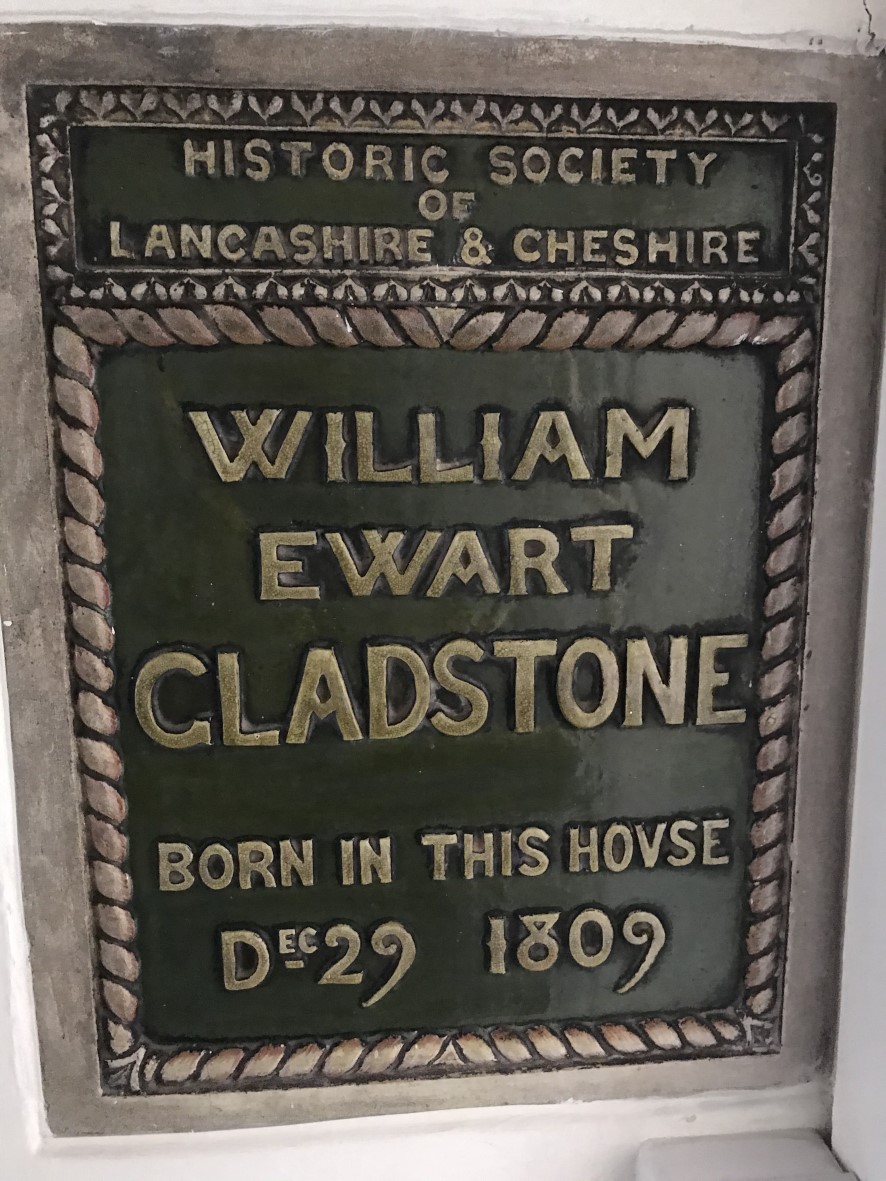 HISTORIC SOCIETY
OF
LANCASHIRE & CHESHIRE
WILLIAM
EWART
GLADSTONE
BORN IN THIS HOVSE
DEC 29 1809